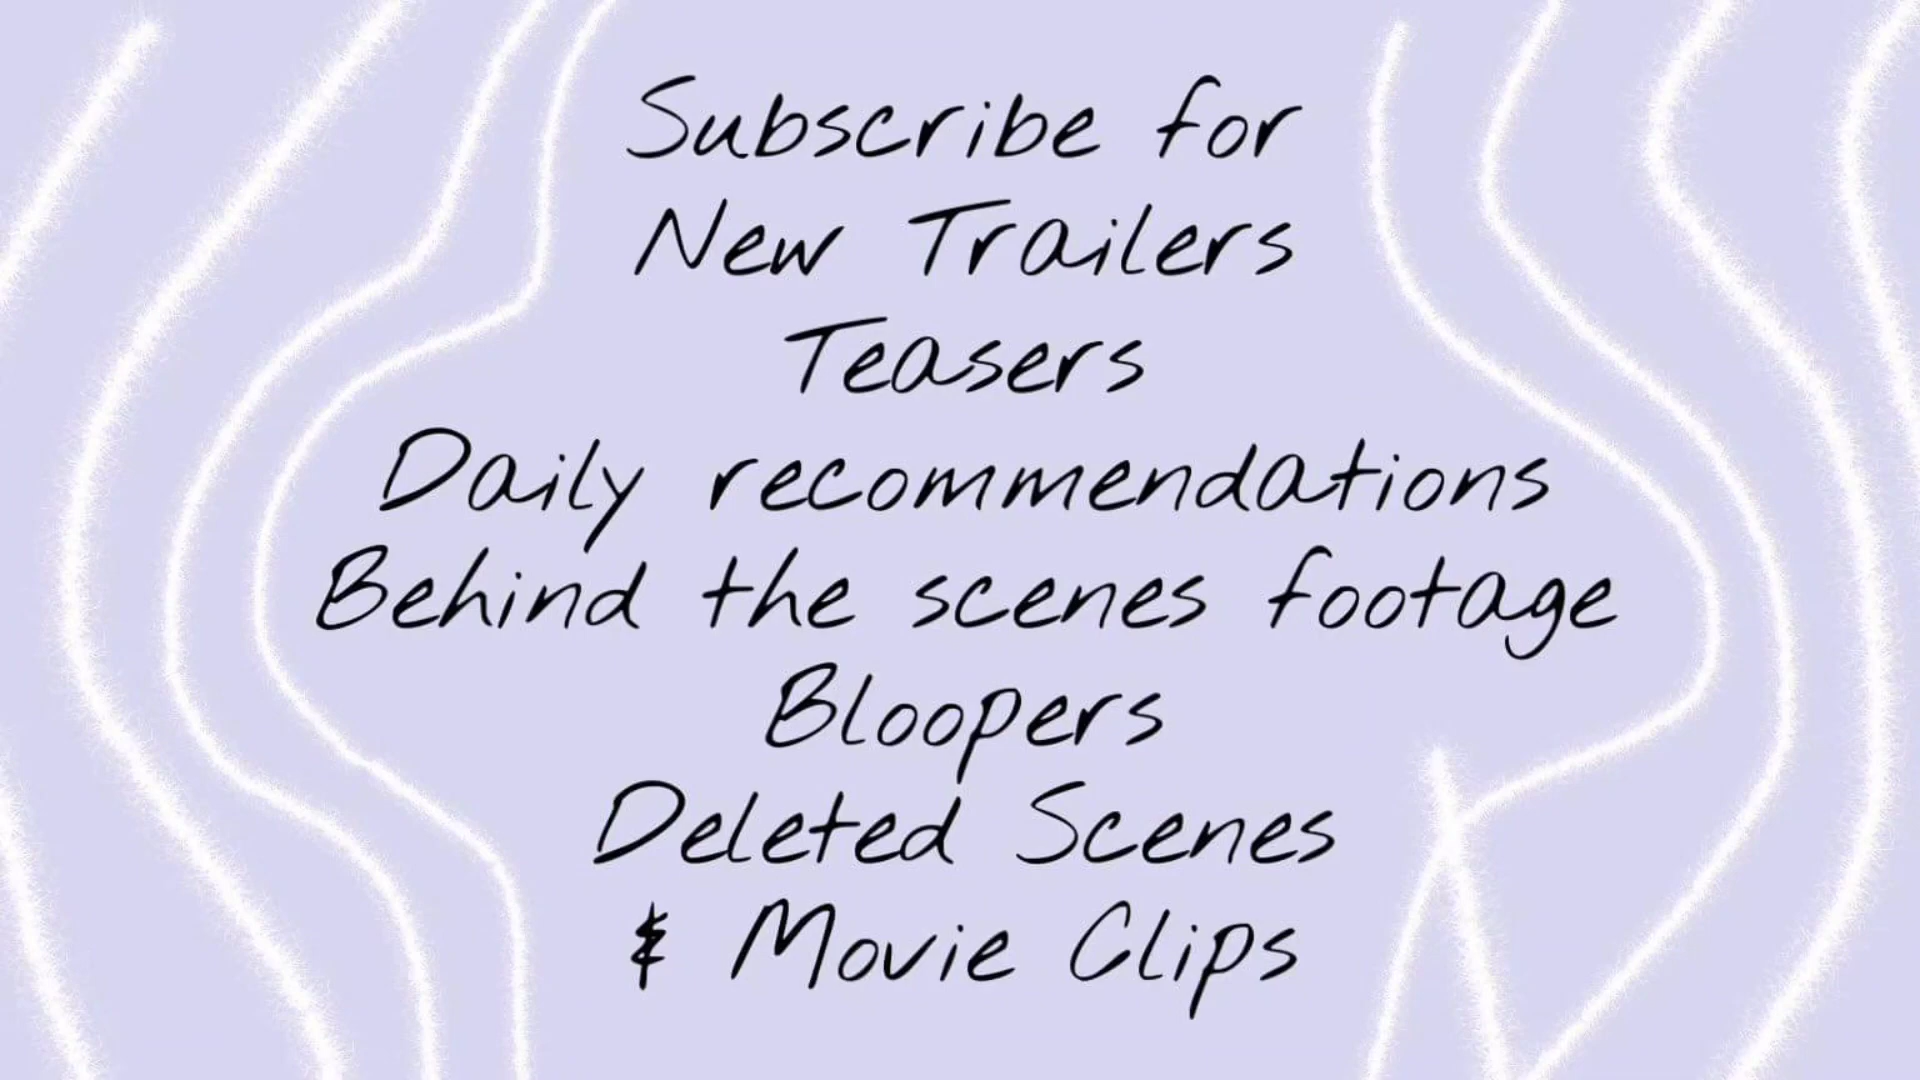 Subscribe for
New Trailers
Teasers
Daily recommendations
Behind the scenes footage
Bloopers
Deleted Scenes
& Movie Clips